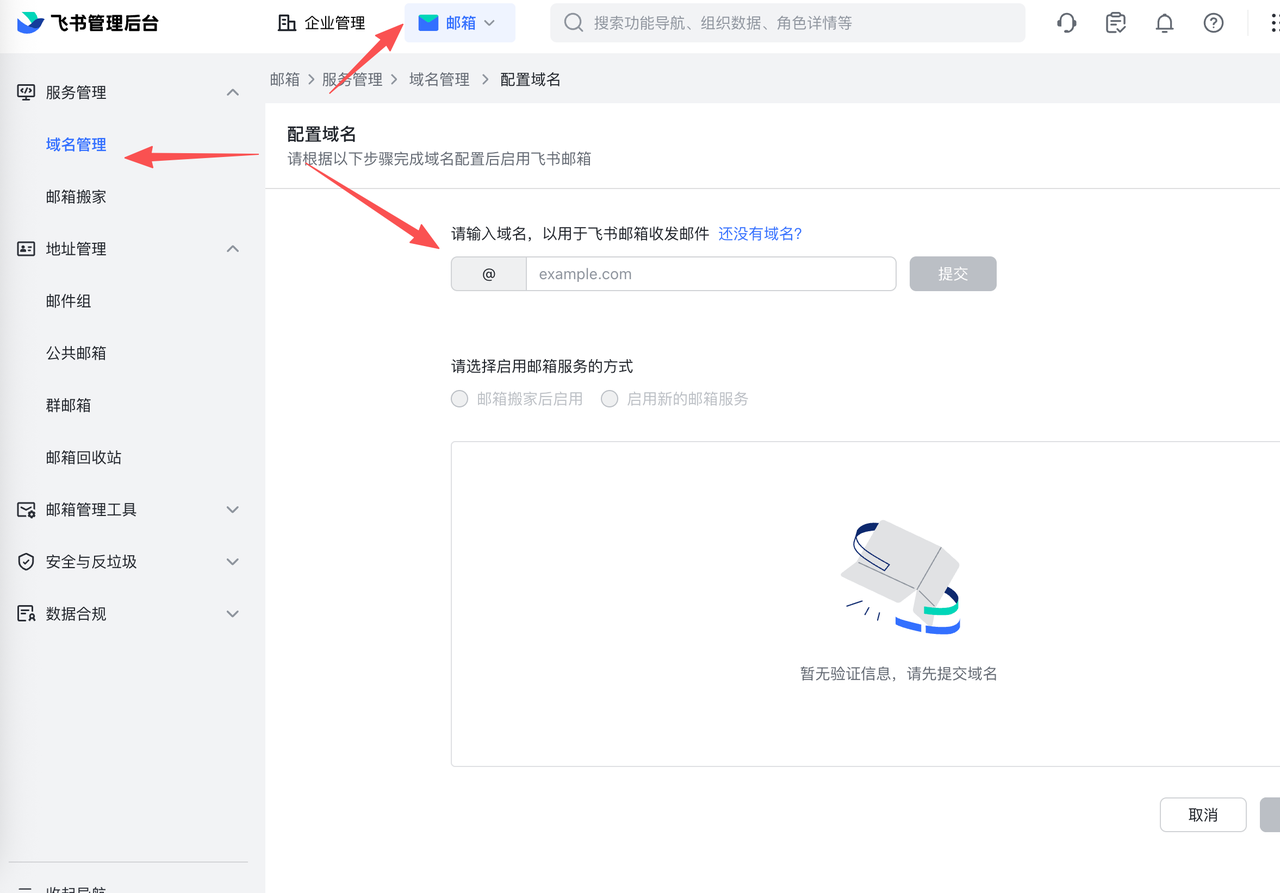 飞书管理后台
企业管理
邮箱
搜索功能导航、组织数据、角色详情等
服务管理
域名管理
邮箱搬家
地址管理
邮件组
公共邮箱
群邮箱
邮箱回收站
邮箱管理工具
安全与反垃圾
数据合规
收起导航
邮箱 > 服务管理 > 域名管理 > 配置域名
配置域名
请根据以下步骤完成域名配置后启用飞书邮箱
请输入域名，以用于飞书邮箱收发邮件 还没有域名?
@ example.com 提交
请选择启用邮箱服务的方式
邮箱搬家后启用 启用新的邮箱服务
暂无验证信息，请先提交域名
取消